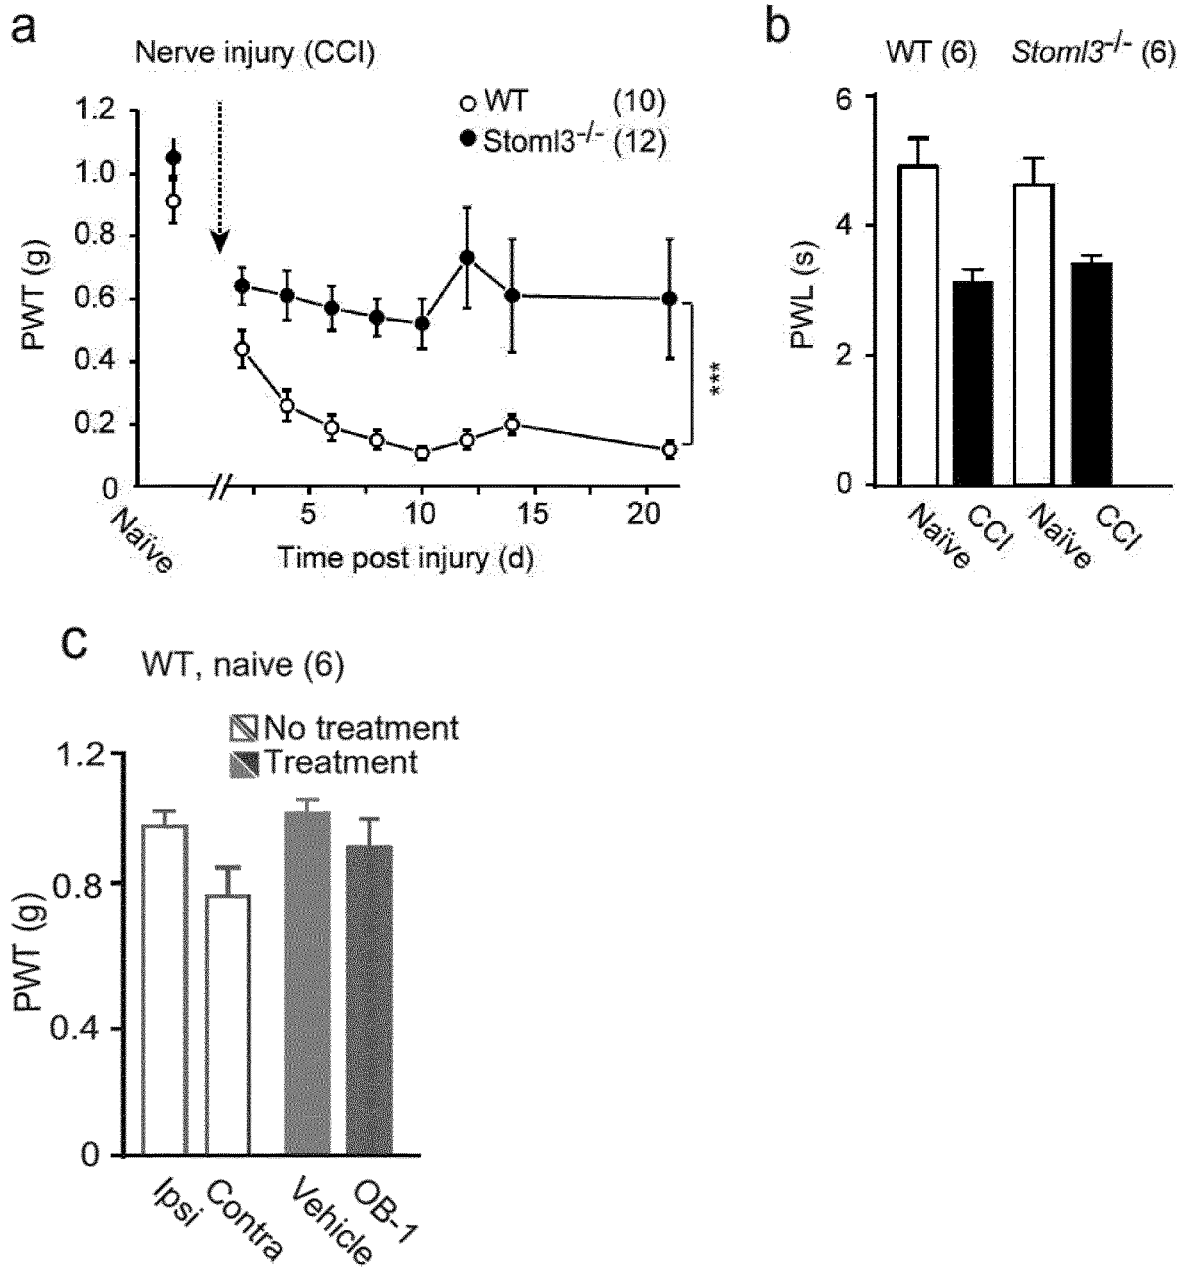 a
Nerve injury (CCI)
WT (10)
Stoml3-/- (12)
1.2
1.0
0.8
0.6
0.4
0.2
0
PWT (g)
***
Naïve
5 10 15 20
Time post injury (d)
b
WT (6) Stoml3-/- (6)
6
4
2
0
PWL (s)
Naïve CCI Naïve CCI
c
WT, naive (6)
No treatment
Treatment
1.2
0.8
0.4
0
PWT (g)
Ipsi Contra Vehicle OB-1